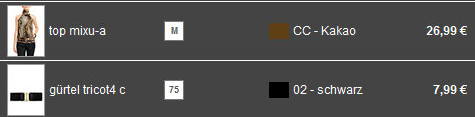 top mixu-a M CC - Kakao 26,99 €
gürtel tricot4 c 75 02 - schwarz 7,99 €